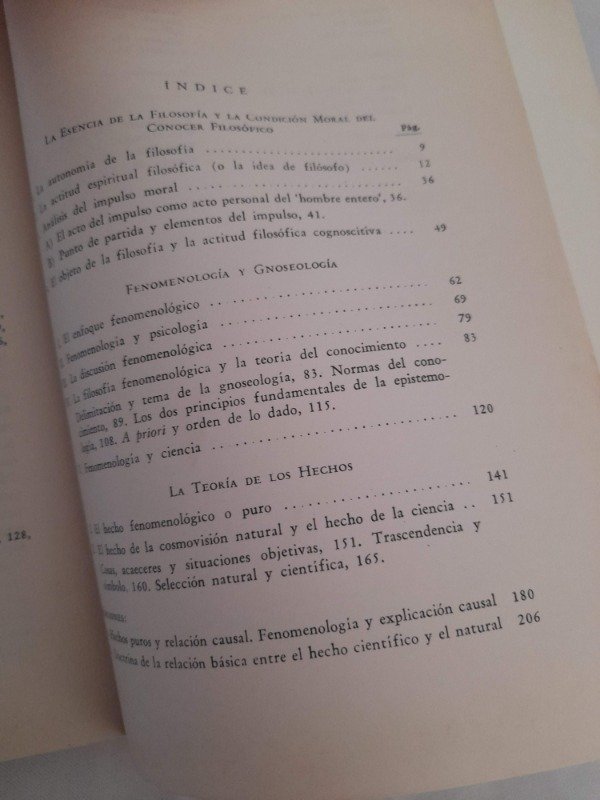 ÍNDICE
La Esencia de la Filosofía y la Condición Moral del
Conocer Filosófico
Pág.
La autonomía de la filosofía .......... 9
La actitud espiritual filosófica (o la idea de filósofo) ...... 12
Análisis del impulso moral .......... 36
A) El acto del impulso como acto personal del 'hombre entero', 36.
B) Punto de partida y elementos del impulso, 41.
El objeto de la filosofía y la actitud filosófica cognoscitiva .... 49
Fenomenología y Gnoseología
El enfoque fenomenológico .......... 62
Fenomenología y psicología .......... 69
La discusión fenomenológica .......... 79
La filosofía fenomenológica y la teoría del conocimiento .... 83
Delimitación y tema de la gnoseología, 83. Normas del cono-
cimiento, 89. Los dos principios fundamentales de la epistemo-
logía, 108. A priori y orden de lo dado, 115.
Fenomenología y ciencia .......... 120
La Teoría de los Hechos
El hecho fenomenológico o puro .......... 141
El hecho de la cosmovisión natural y el hecho de la ciencia .. 151
Cosas, acaeceres y situaciones objetivas, 151. Trascendencia y
símbolo, 160. Selección natural y científica, 165.
Hechos puros y relación causal. Fenomenología y explicación causal 180
de la relación básica entre el hecho científico y el natural 206
128,